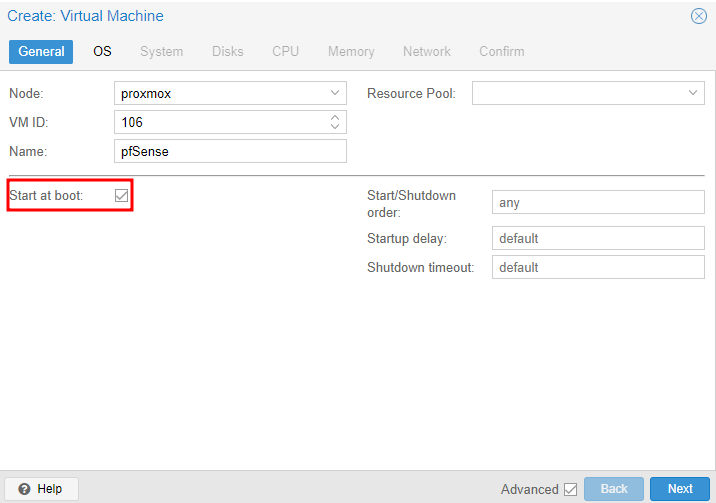 Create: Virtual Machine
General OS System Disks CPU Memory Network Confirm
Node: proxmox Resource Pool:
VM ID: 106
Name: pfSense
Start at boot: Start/Shutdown
order: any
Startup delay: default
Shutdown timeout: default
Help Advanced Back Next